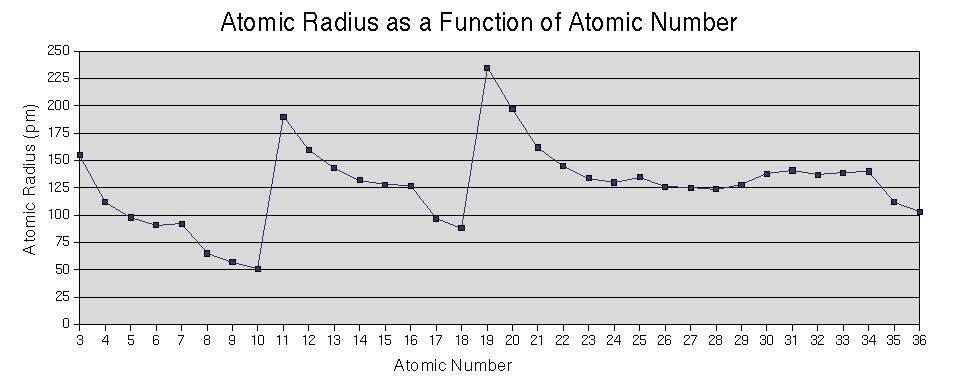 Atomic Radius as a Function of Atomic Number
250
225
200
175
150
125
100
75
50
25
0
Atomic Radius (pm)
3 4 5 6 7 8 9 10 11 12 13 14 15 16 17 18 19 20 21 22 23 24 25 26 27 28 29 30 31 32 33 34 35 36
Atomic Number